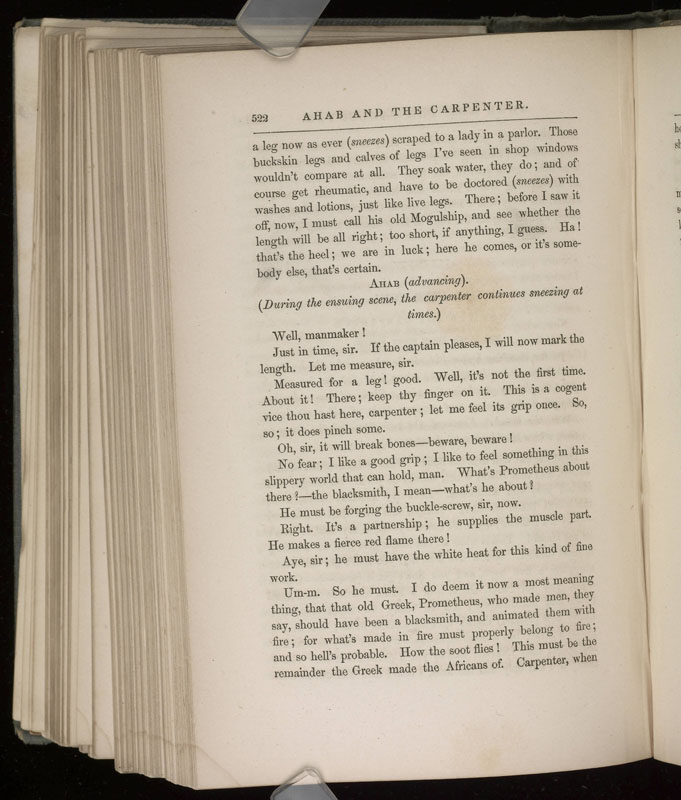 522 AHAB AND THE CARPENTER.
a leg now as ever (sneezes) scraped to a lady in a parlor. Those
buckskin legs and calves of legs I've seen in shop windows
wouldn't compare at all. They soak water, they do; and of
course get rheumatic, and have to be doctored (sneezes) with
washes and lotions, just like live legs. There; before I saw it
off, now, I must call his old Mogulship, and see whether the
length will be all right; too short, if anything, I guess. Ha!
that's the heel; we are in luck; here he comes, or it's some-
body else, that's certain.
AHAB (advancing).
(During the ensuing scene, the carpenter continues sneezing at
times.)
Well, manmaker!
Just in time, sir. If the captain pleases, I will now mark the
length. Let me measure, sir.
Measured for a leg! good. Well, it's not the first time.
About it! There; keep thy finger on it. This is a cogent
vice thou hast here, carpenter; let me feel its grip once. So,
so; it does pinch some.
Oh, sir, it will break bones—beware, beware!
No fear; I like a good grip; I like to feel something in this
slippery world that can hold, man. What's Prometheus about
there?—the blacksmith, I mean—what's he about?
He must be forging the buckle-screw, sir, now.
Right. It's a partnership; he supplies the muscle part.
He makes a fierce red flame there!
Aye, sir; he must have the white heat for this kind of fine
work.
Um-m. So he must. I do deem it now a most meaning
thing, that that old Greek, Prometheus, who made men, they
say, should have been a blacksmith, and animated them with
fire; for what's made in fire must properly belong to fire;
and so hell's probable. How the soot flies! This must be the
remainder the Greek made the Africans of. Carpenter, when